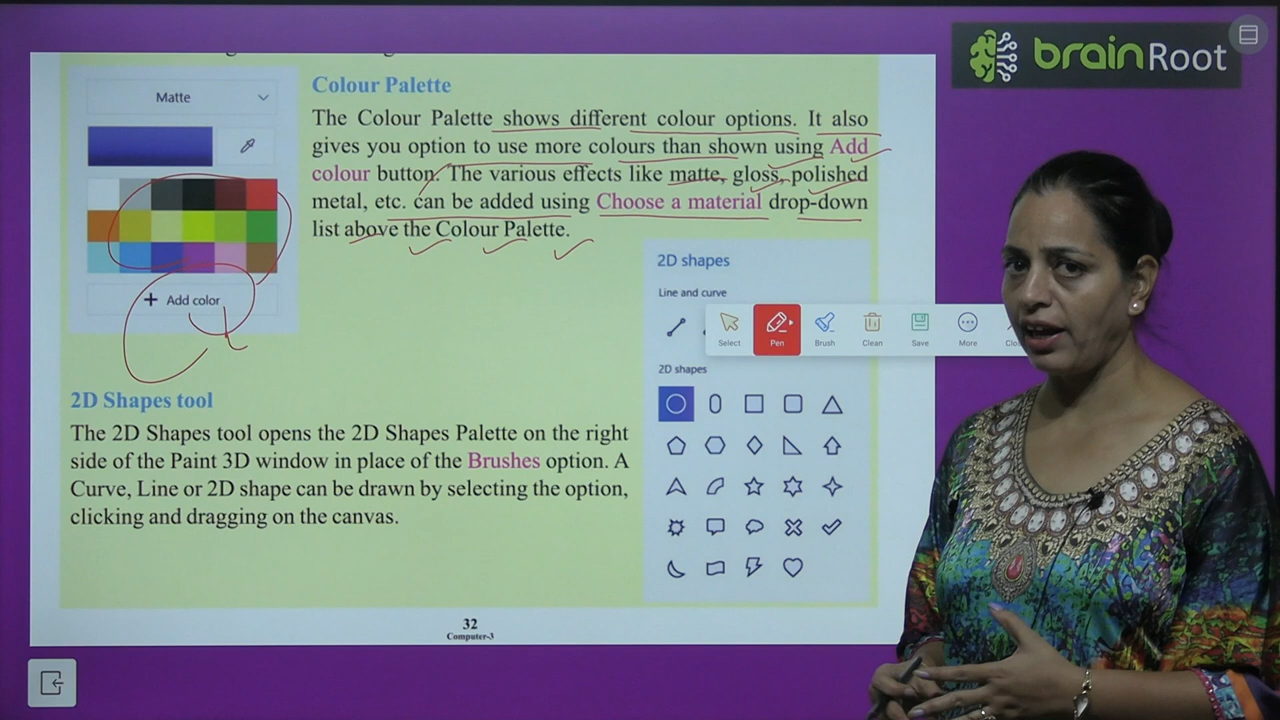 brainRoot
Matte
Add color
Colour Palette
The Colour Palette shows different colour options. It also
gives you option to use more colours than shown using Add
colour button. The various effects like matte, gloss, polished
metal, etc. can be added using Choose a material drop-down
list above the Colour Palette.
2D shapes
Line and curve
Select
Pen
Brush
Clean
Save
More
2D shapes
2D Shapes tool
The 2D Shapes tool opens the 2D Shapes Palette on the right
side of the Paint 3D window in place of the Brushes option. A
Curve, Line or 2D shape can be drawn by selecting the option,
clicking and dragging on the canvas.
32
Computer-3